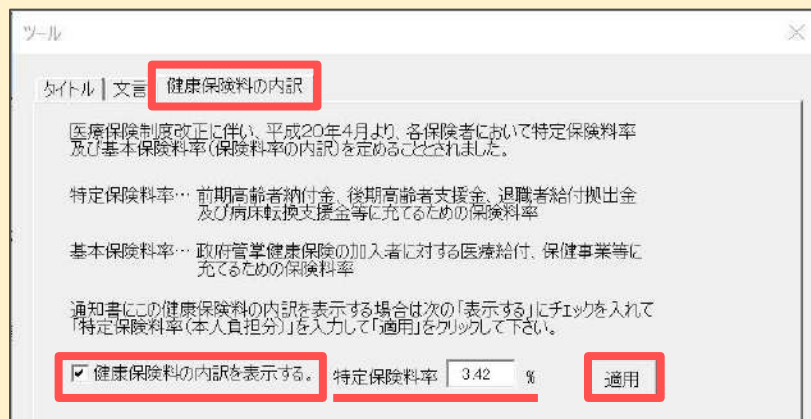 ツール
タイトル 文言 健康保険料の内訳
医療保険制度改正に伴い、平成20年4月より、各保険者において特定保険料率
及び基本保険料率(保険料率の内訳)を定めることとされました。
特定保険料率… 前期高齢者納付金、後期高齢者支援金、退職者給付拠出金
及び病床転換支援金等に充てるための保険料率
基本保険料率… 政府管掌健康保険の加入者に対する医療給付、保健事業等に
充てるための保険料率
通知書にこの健康保険料の内訳を表示する場合は次の「表示する」にチェックを入れて
「特定保険料率(本人負担分)」を入力して「適用」をクリックして下さい。
健康保険料の内訳を表示する。 特定保険料率 3.42 % 適用